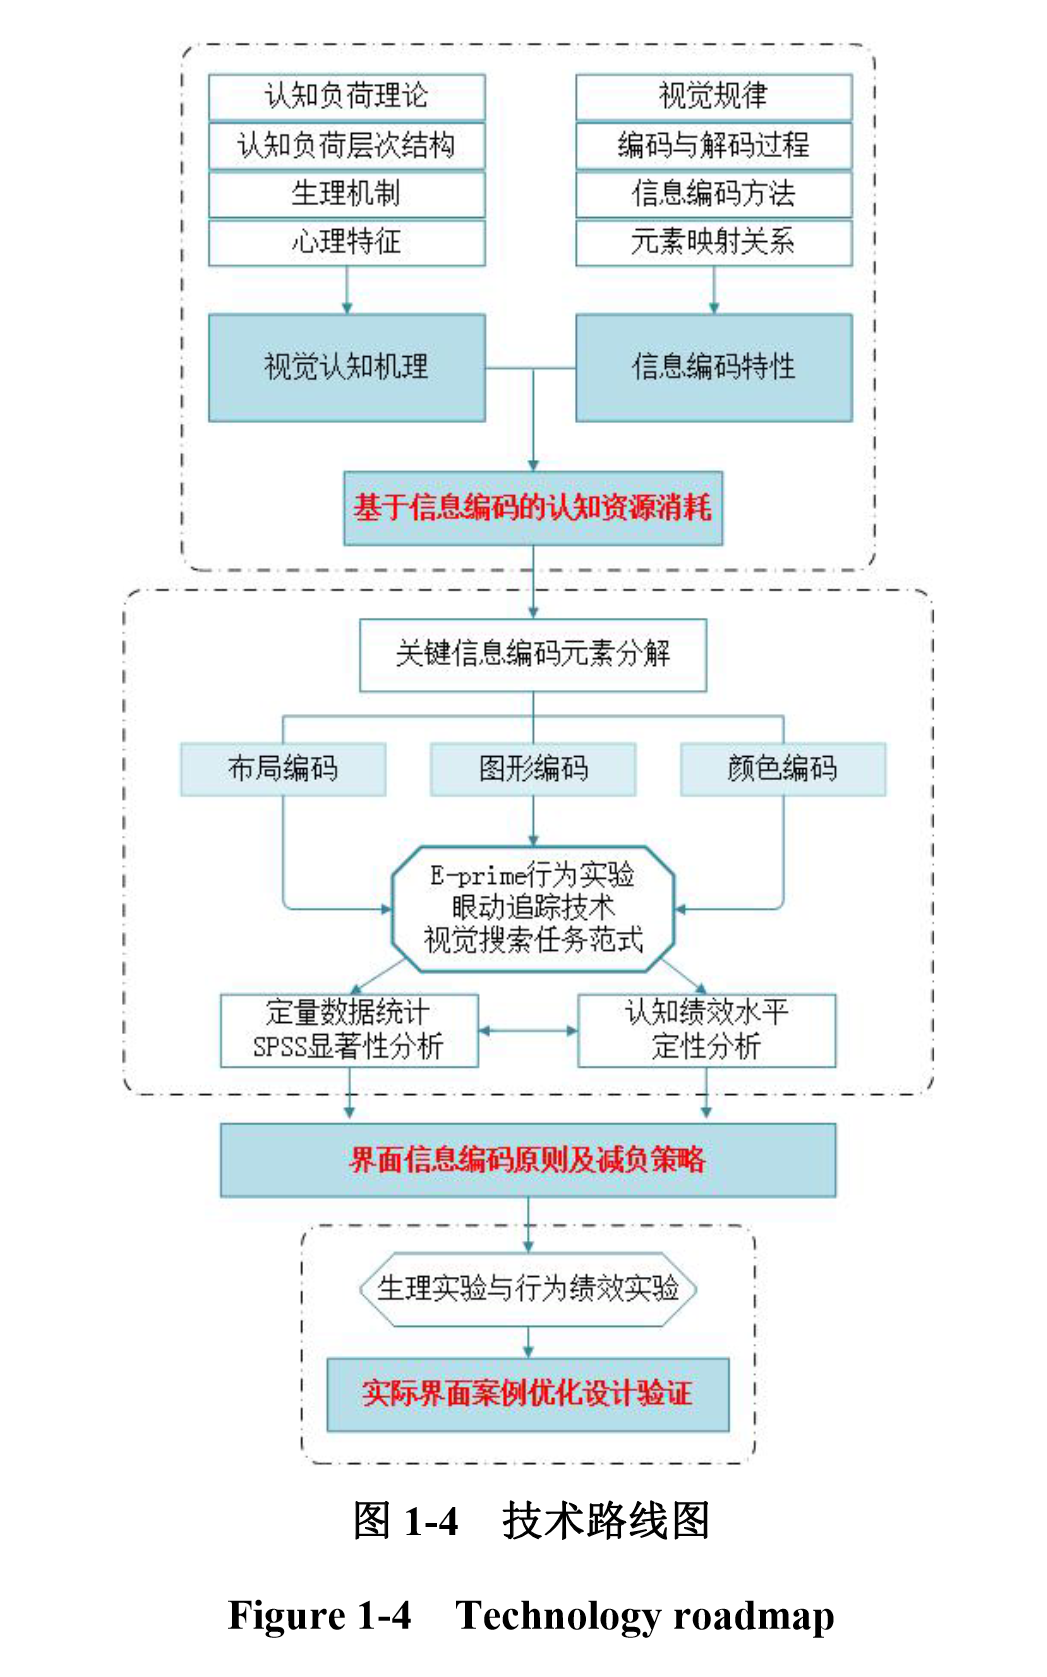 认知负荷理论
认知负荷层次结构
生理机制
心理特征
视觉规律
编码与解码过程
信息编码方法
元素映射关系
视觉认知机理
信息编码特性
基于信息编码的认知资源消耗
关键信息编码元素分解
布局编码
图形编码
颜色编码
E-prime行为实验
眼动追踪技术
视觉搜索任务范式
定量数据统计
SPSS显著性分析
认知绩效水平
定性分析
界面信息编码原则及减负策略
生理实验与行为绩效实验
实际界面案例优化设计验证
图 1-4 技术路线图
Figure 1-4 Technology roadmap